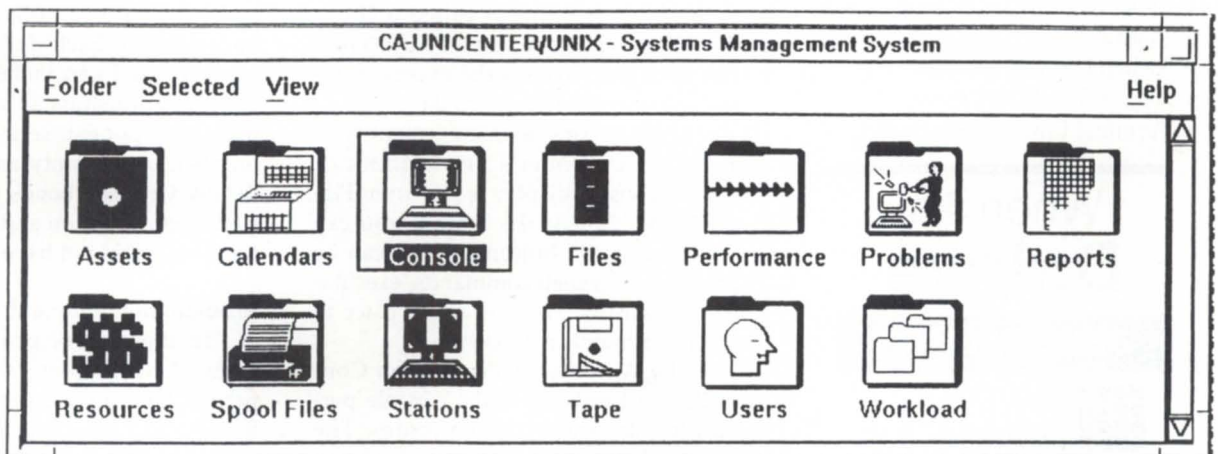 CA-UNICENTER/UNIX - Systems Management System
Folder Selected View Help
Assets Calendars Console Files Performance Problems Reports
Resources Spool Files Stations Tape Users Workload